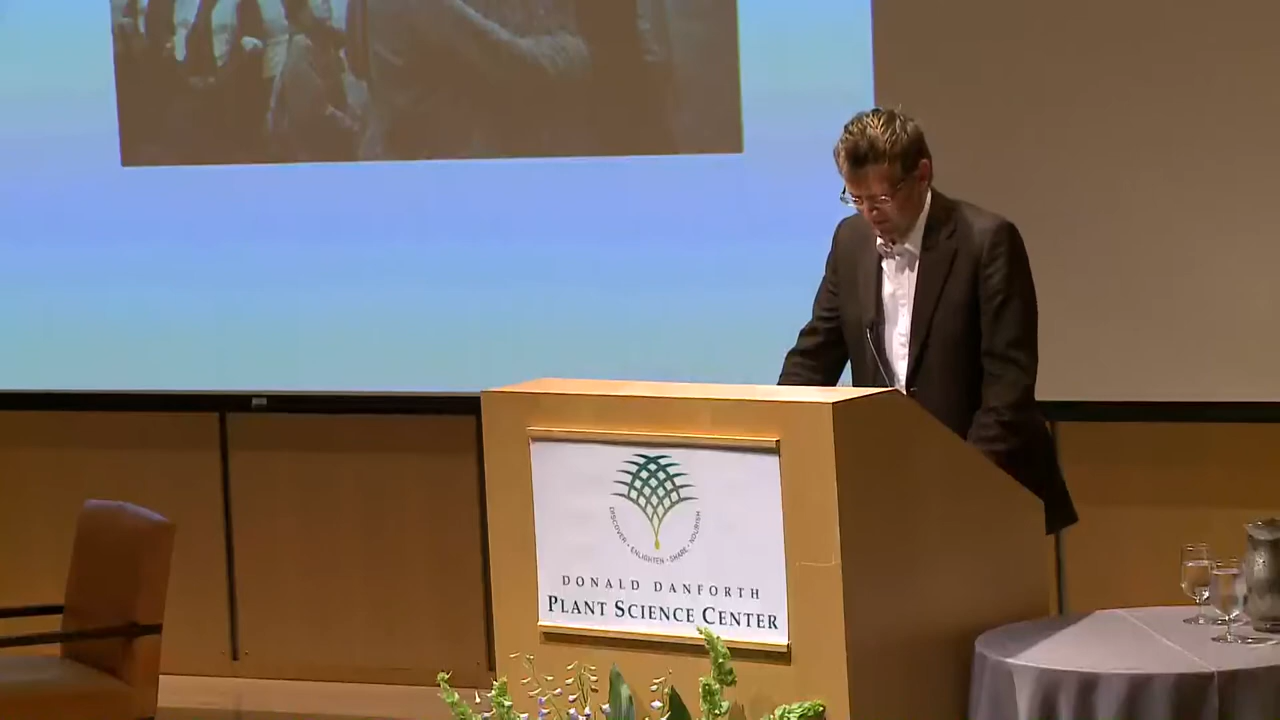 DISCOVER • ENLIGHTEN • SHARE • NOURISH
DONALD DANFORTH
PLANT SCIENCE CENTER